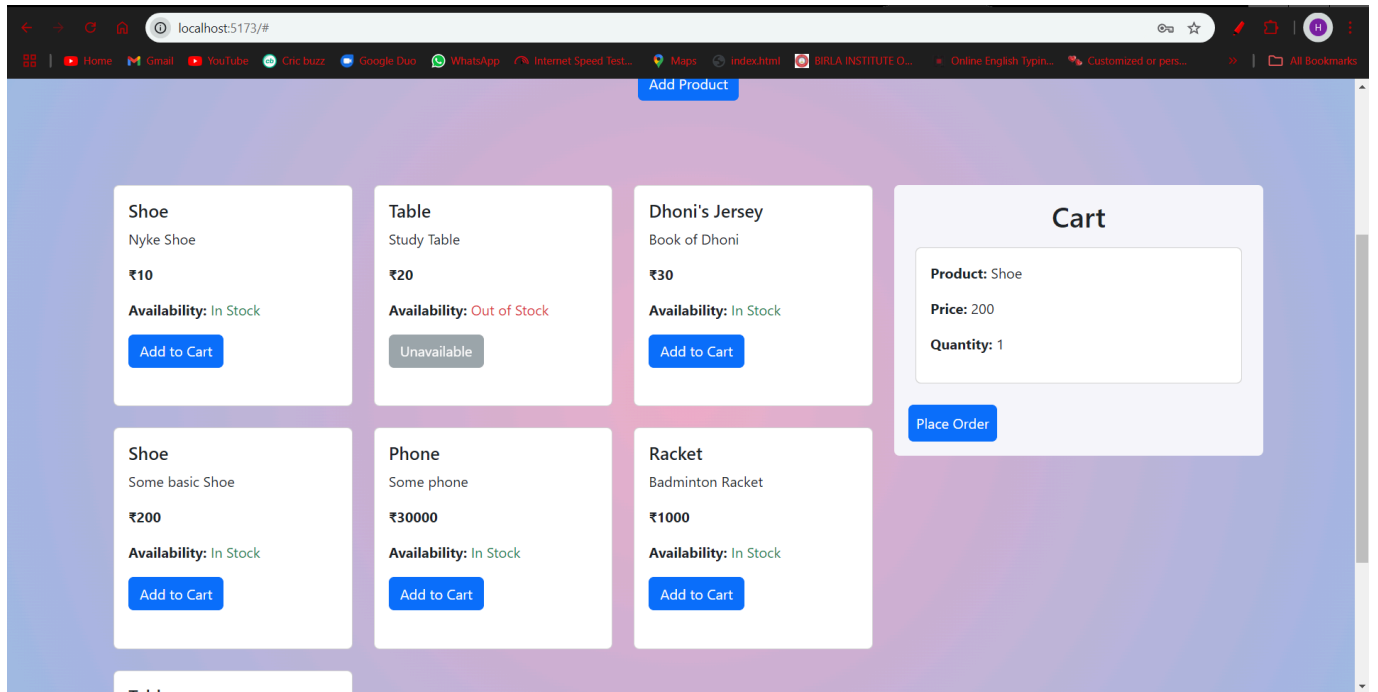 localhost:5173/#
H
Home Gmail YouTube Cric buzz Google Duo WhatsApp Internet Speed Test... Maps index.html BIRLA INSTITUTE O... Online English Typin... Customized or pers... » All Bookmarks
Add Product
Shoe
Nyke Shoe
₹10
Availability: In Stock
Add to Cart
Table
Study Table
₹20
Availability: Out of Stock
Unavailable
Dhoni's Jersey
Book of Dhoni
₹30
Availability: In Stock
Add to Cart
Cart
Product: Shoe
Price: 200
Quantity: 1
Place Order
Shoe
Some basic Shoe
₹200
Availability: In Stock
Add to Cart
Phone
Some phone
₹30000
Availability: In Stock
Add to Cart
Racket
Badminton Racket
₹1000
Availability: In Stock
Add to Cart